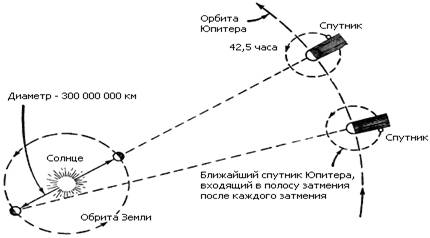 Орбита
Юпитера
Спутник
42,5 часа
Диаметр - 300 000 000 км
Солнце
Спутник
Ближайший спутник Юпитера,
входящий в полосу затмения
после каждого затмения
Обрита Земли